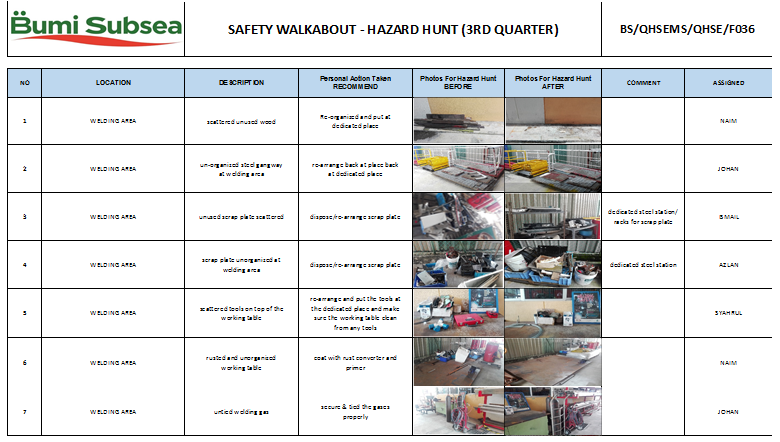 Bumi Subsea
SAFETY WALKABOUT - HAZARD HUNT (3RD QUARTER)
BS/QHSEMS/QHSE/F036
NO
LOCATION
DESCRIPTION
Personal Action Taken
RECOMMEND
Photos For Hazard Hunt
BEFORE
Photos For Hazard Hunt
AFTER
COMMENT
ASSIGNED
1
WELDING AREA
scattered unused wood
Re-organised and put at
dedicated place
NAIM
2
WELDING AREA
un-organised steel gangway
at welding area
re-arrange back at place back
at dedicated place
JOHAN
3
WELDING AREA
unused scrap plate scattered
dispose/re-arrange scrap plate
dedicated steel station/
racks for scrap plate
ISMAIL
4
WELDING AREA
scrap plate unorganised at
welding area
dispose/re-arrange scrap plate
dedicated steel station
AZLAN
5
WELDING AREA
scattered tools on top of the
working table
re-arrange and put the tools at
the dedicated place and make
sure the working table clean
from any tools
SYAHRUL
6
WELDING AREA
rusted and unorganised
working table
coat with rust converter and
primer
NAIM
7
WELDING AREA
untied welding gas
secure & tied the gases
properly
JOHAN